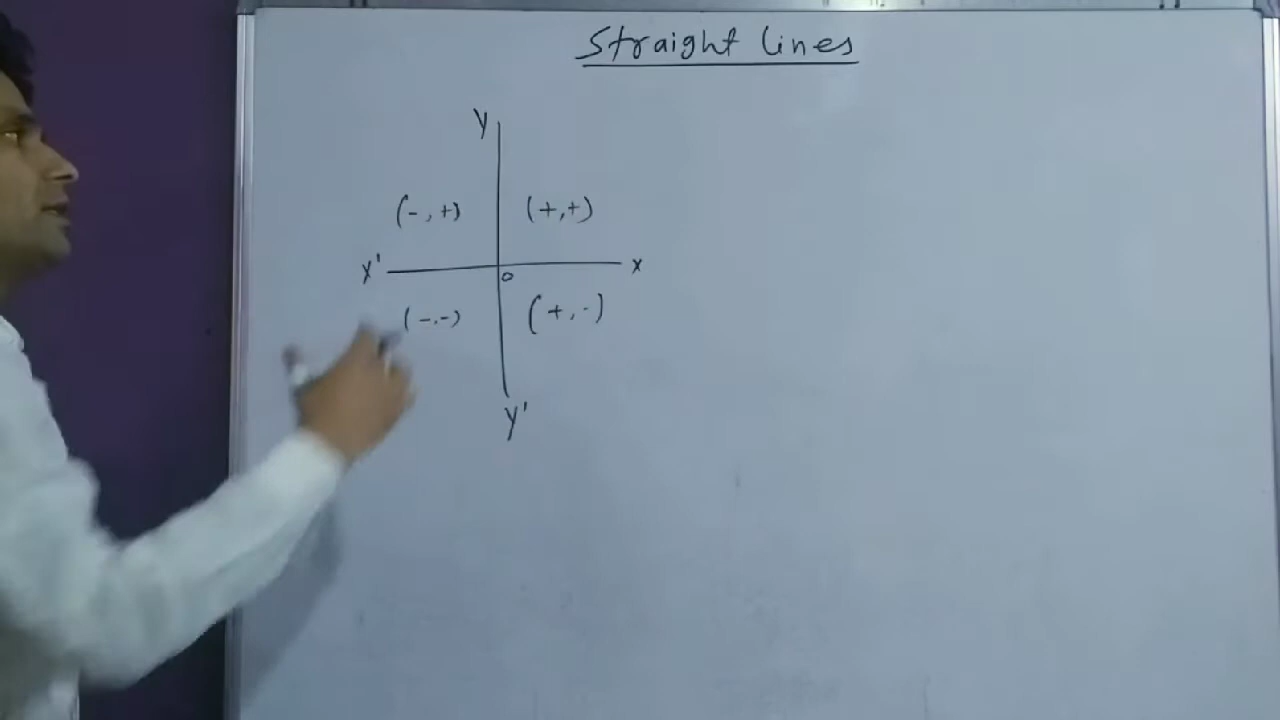 Straight lines
y
(-,+) (+,+)
x' o x
(-,-) (+,-)
y'